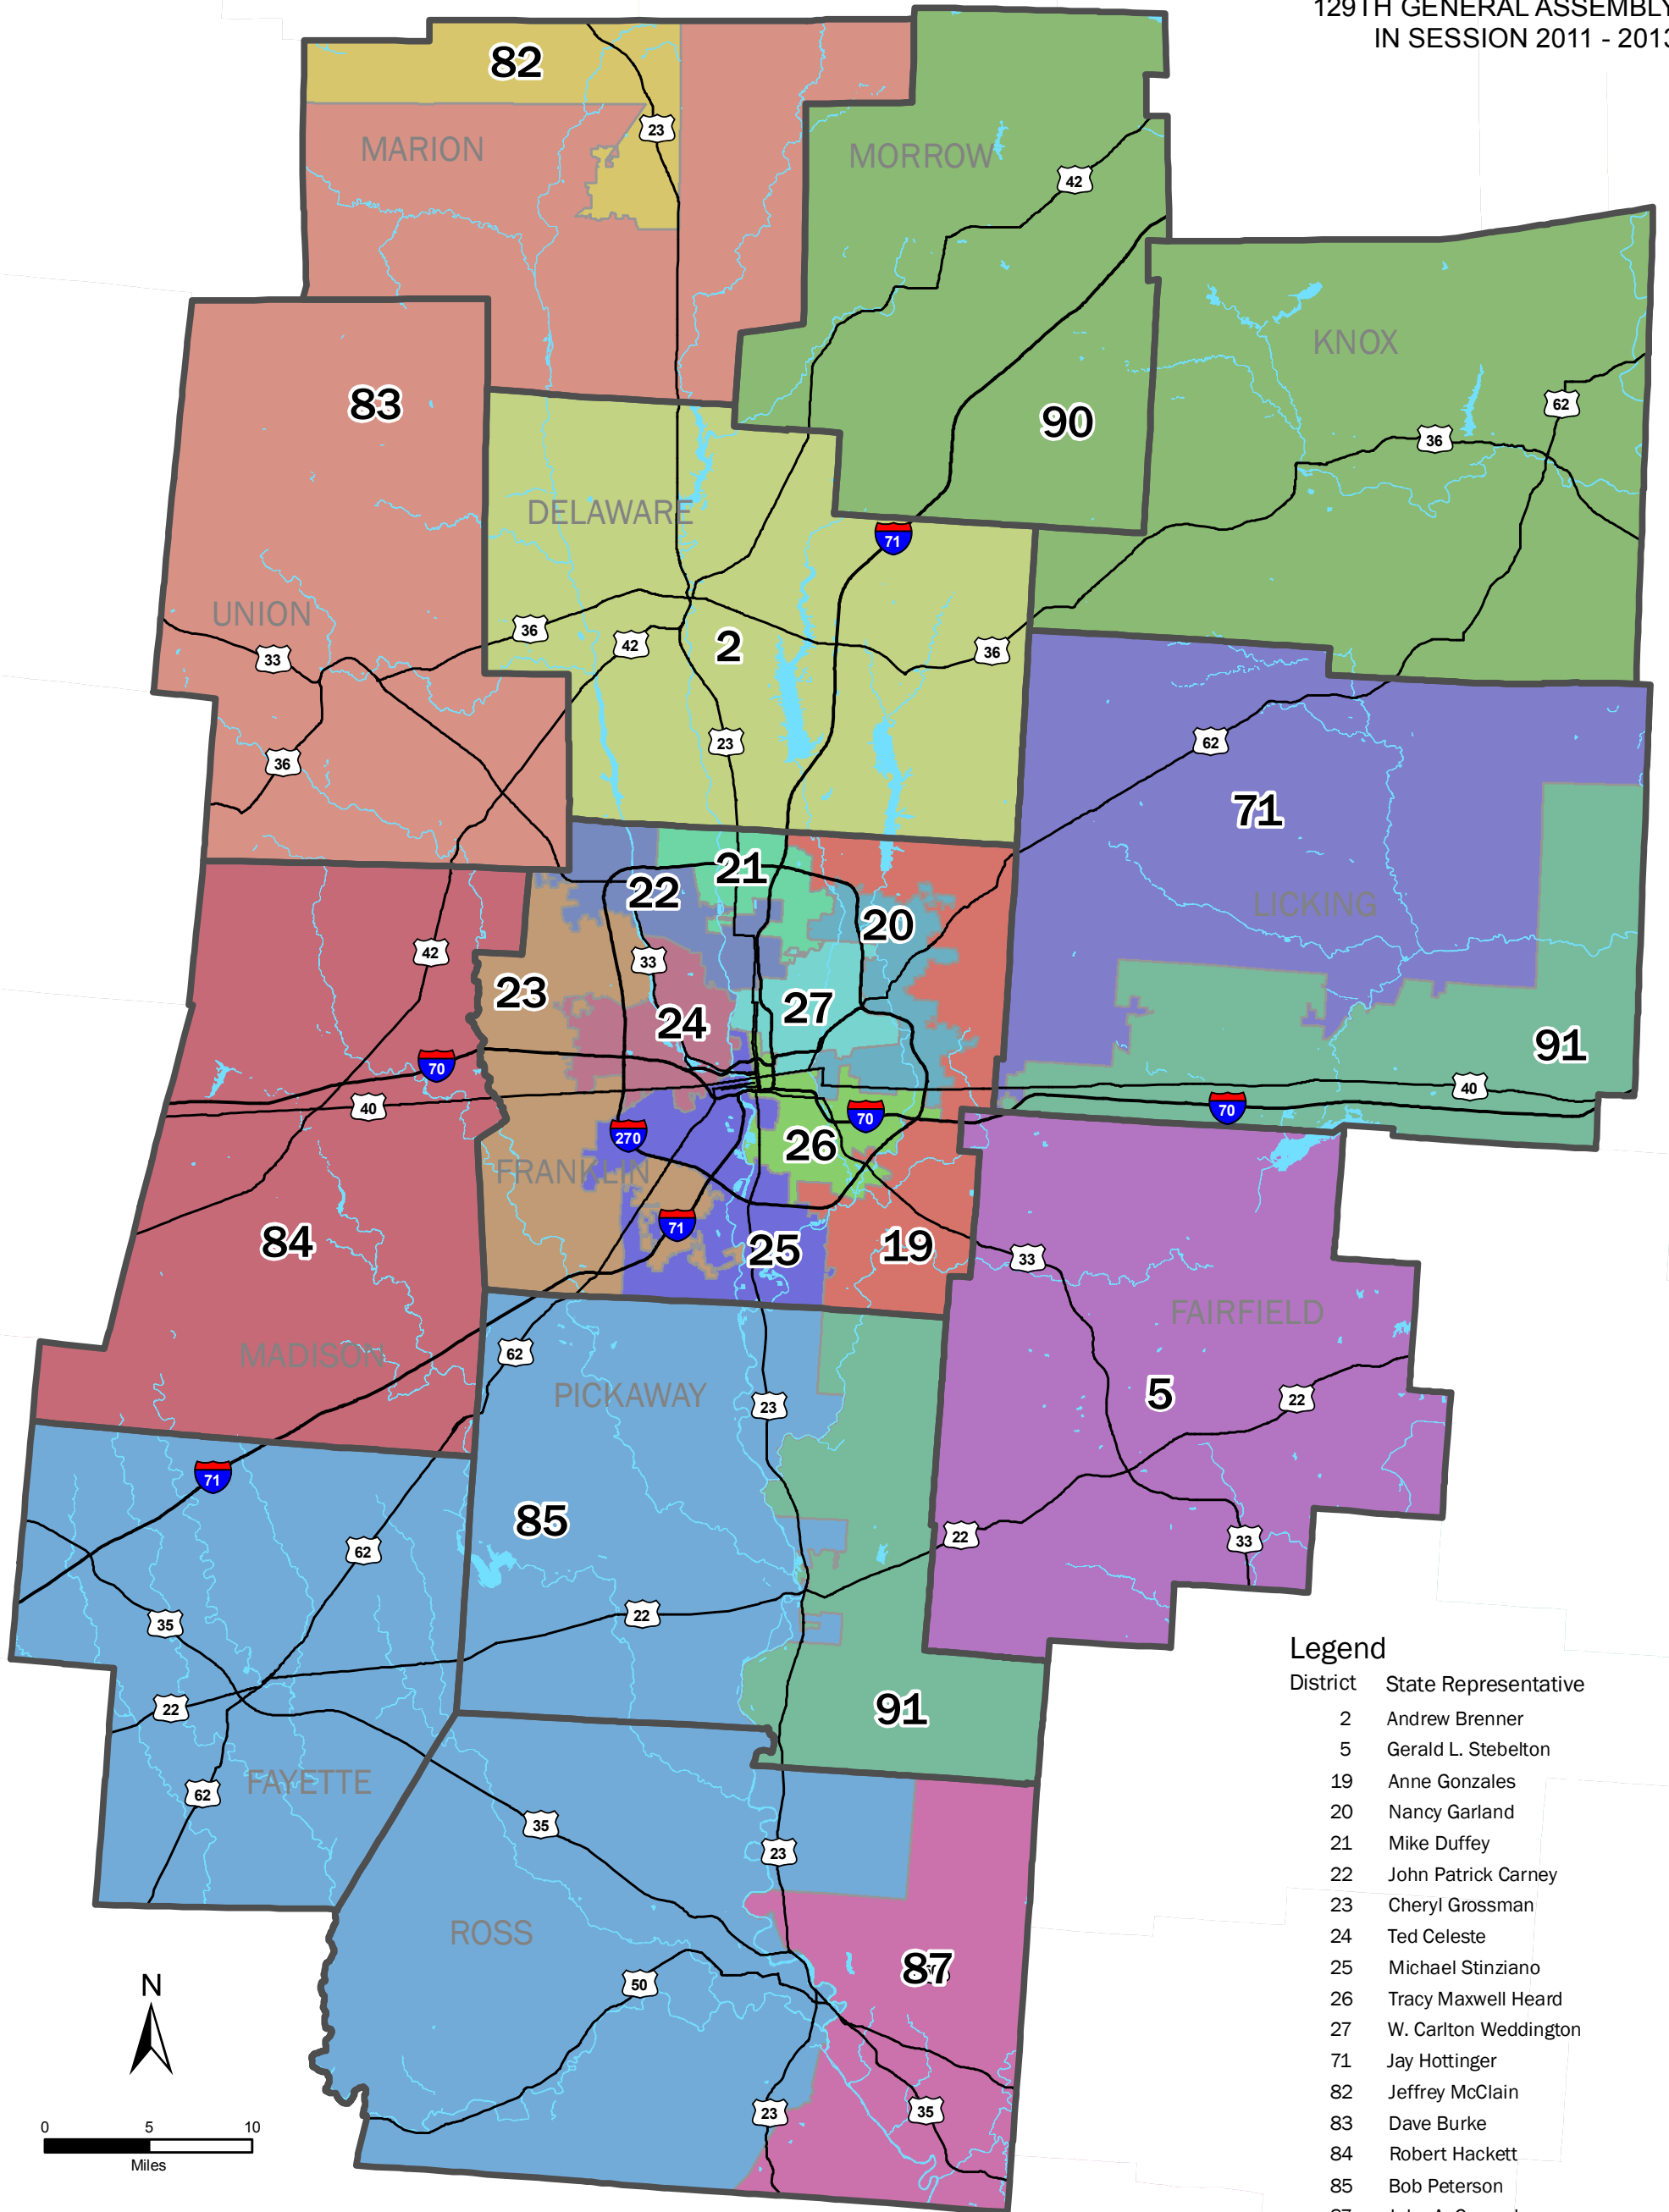 129TH GENERAL ASSEMBLY
IN SESSION 2011 - 2013
82
23
MARION
MORROW
42
KNOX
83
90
62
36
DELAWARE
71
UNION
36
42
2
36
33
23
62
36
71
21
22
20
LICKING
42
33
23
27
24
91
70
40
40
70
70
270
26
FRANKLIN
71
84
25
19
33
FAIRFIELD
MADISON
62
PICKAWAY
5
22
23
71
85
62
22
33
22
35
Legend
District State Representative
22
91
2 Andrew Brenner
5 Gerald L. Stebelton
FAYETTE
19 Anne Gonzales
62
35
20 Nancy Garland
23
21 Mike Duffey
22 John Patrick Carney
23 Cheryl Grossman
ROSS
24 Ted Celeste
87
25 Michael Stinziano
50
N
26 Tracy Maxwell Heard
27 W. Carlton Weddington
71 Jay Hottinger
82 Jeffrey McClain
23
35
0 5 10
83 Dave Burke
84 Robert Hackett
Miles
85 Bob Peterson